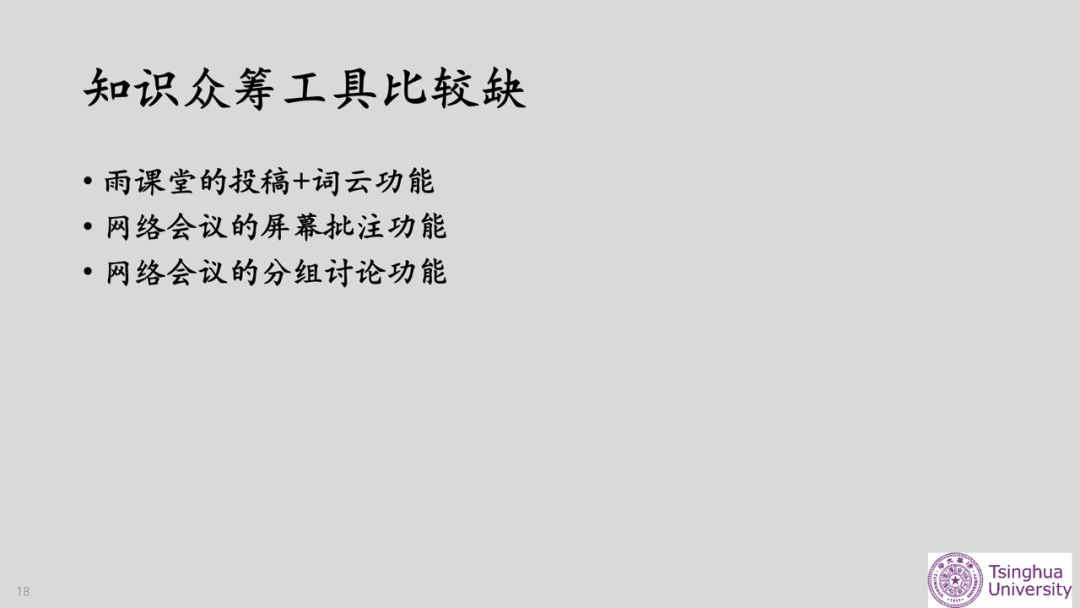 知识众筹工具比较缺
• 雨课堂的投稿+词云功能
• 网络会议的屏幕批注功能
• 网络会议的分组讨论功能
18
Tsinghua
University